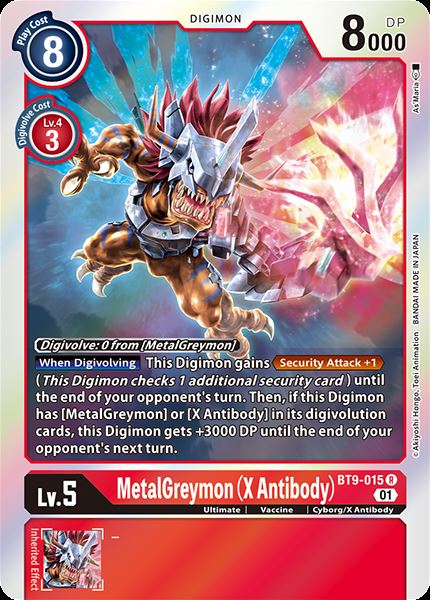 DIGIMON
Play Cost
8
DP
8000
Digivolve Cost
Lv.4
3
As'Maria
©Akiyoshi Hongo, Toei Animation BANDAI MADE IN JAPAN
Digivolve: 0 from [MetalGreymon]
When Digivolving This Digimon gains Security Attack +1
(This Digimon checks 1 additional security card) until
the end of your opponent's turn. Then, if this Digimon
has [MetalGreymon] or [X Antibody] in its digivolution
cards, this Digimon gets +3000 DP until the end of your
opponent's next turn.
Lv.5
MetalGreymon (X Antibody)
BT9-015 R
01
Ultimate | Vaccine | Cyborg/X Antibody
Inherited Effect
–